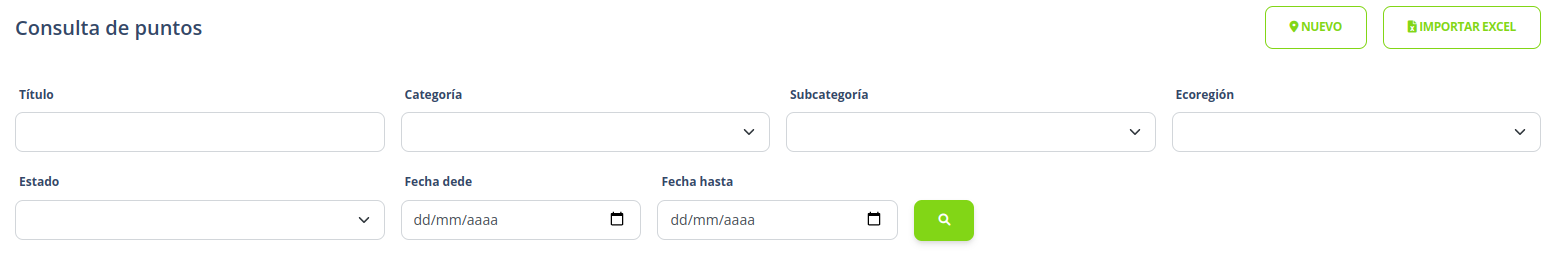 Consulta de puntos
NUEVO
IMPORTAR EXCEL
Título
Categoría
Subcategoría
Ecoregión
Estado
Fecha dede
Fecha hasta
dd/mm/aaaa
dd/mm/aaaa